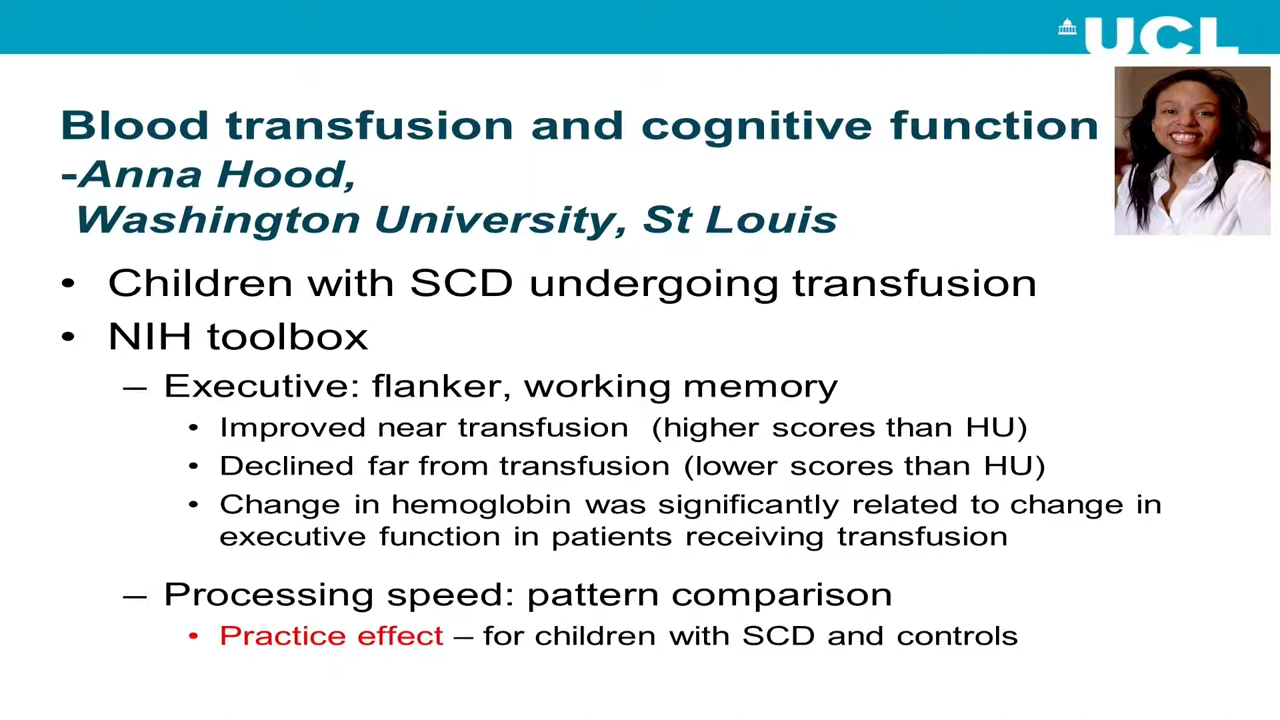 UCL
Blood transfusion and cognitive function
-Anna Hood,
Washington University, St Louis
• Children with SCD undergoing transfusion
• NIH toolbox
– Executive: flanker, working memory
• Improved near transfusion (higher scores than HU)
• Declined far from transfusion (lower scores than HU)
• Change in hemoglobin was significantly related to change in
executive function in patients receiving transfusion
– Processing speed: pattern comparison
• Practice effect – for children with SCD and controls